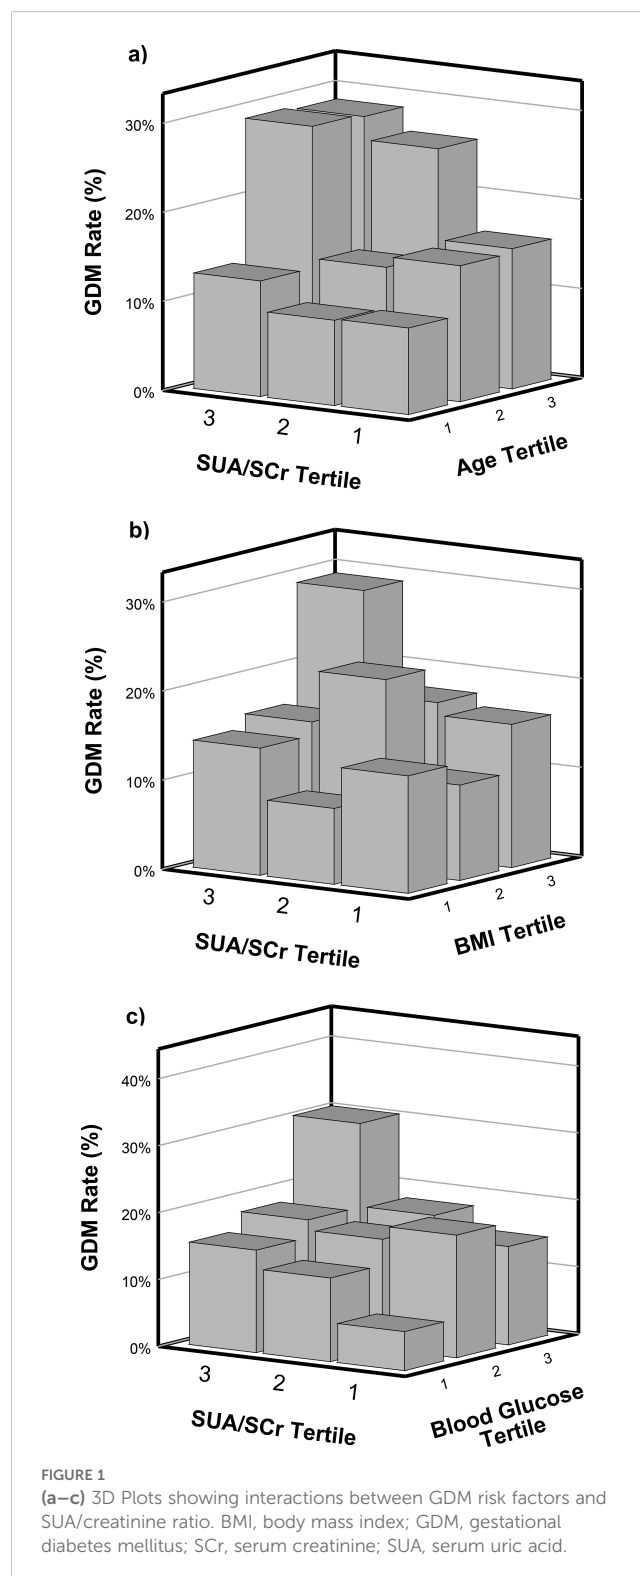 a)
30%
20%
10%
0%
GDM Rate (%)
3
2
1
SUA/SCr Tertile
1
2
3
Age Tertile
b)
30%
20%
10%
0%
GDM Rate (%)
3
2
1
SUA/SCr Tertile
1
2
3
BMI Tertile
c)
40%
30%
20%
10%
0%
GDM Rate (%)
3
2
1
SUA/SCr Tertile
1
2
3
Blood Glucose
Tertile
FIGURE 1
(a–c) 3D Plots showing interactions between GDM risk factors and
SUA/creatinine ratio. BMI, body mass index; GDM, gestational
diabetes mellitus; SCr, serum creatinine; SUA, serum uric acid.